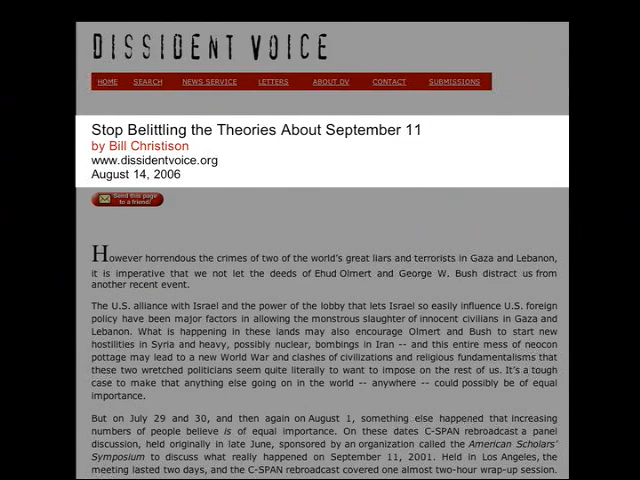 DISSIDENT VOICE
HOME SEARCH NEWS SERVICE LETTERS ABOUT DV CONTACT SUBMISSIONS
Stop Belittling the Theories About September 11
by Bill Christison
www.dissidentvoice.org
August 14, 2006
Send this page
to a friend!
However horrendous the crimes of two of the world's great liars and terrorists in Gaza and Lebanon,
it is imperative that we not let the deeds of Ehud Olmert and George W. Bush distract us from
another recent event.
The U.S. alliance with Israel and the power of the lobby that lets Israel so easily influence U.S. foreign
policy have been major factors in allowing the monstrous slaughter of innocent civilians in Gaza and
Lebanon. What is happening in these lands may also encourage Olmert and Bush to start new
hostilities in Syria and heavy, possibly nuclear, bombings in Iran -- and this entire mess of neocon
pottage may lead to a new World War and clashes of civilizations and religious fundamentalisms that
these two wretched politicians seem quite literally to want to impose on the rest of us. It's a tough
case to make that anything else going on in the world -- anywhere -- could possibly be of equal
importance.
But on July 29 and 30, and then again on August 1, something else happened that increasing
numbers of people believe is of equal importance. On these dates C-SPAN rebroadcast a panel
discussion, held originally in late June, sponsored by an organization called the American Scholars'
Symposium to discuss what really happened on September 11, 2001. Held in Los Angeles, the
meeting lasted two days, and the C-SPAN rebroadcast covered one almost two-hour wrap-up session.